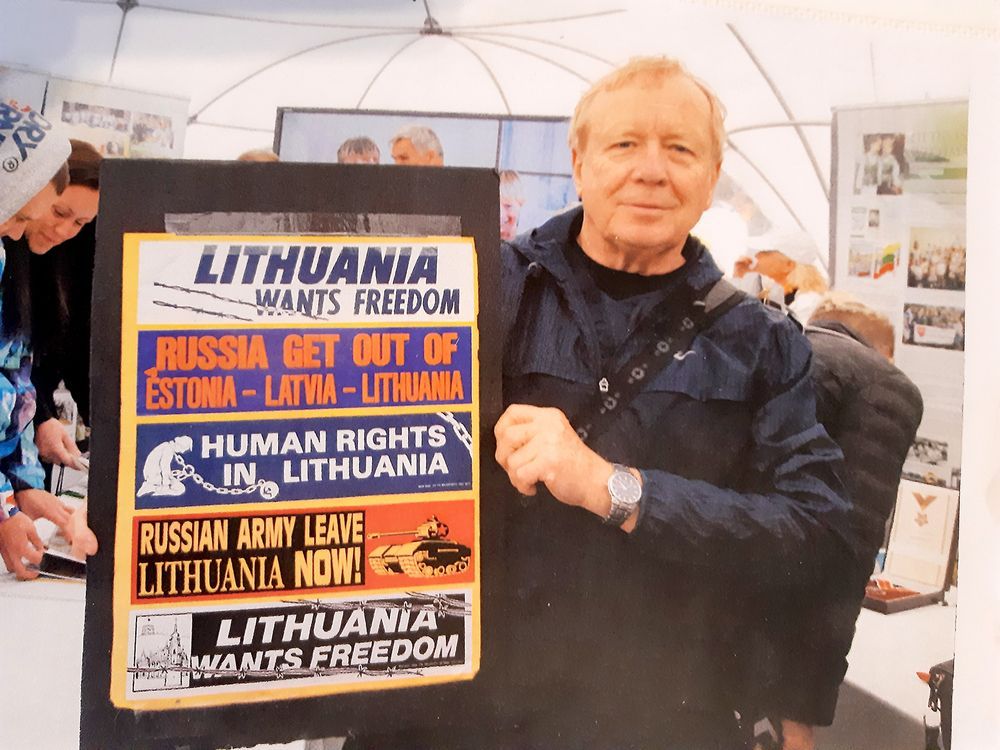 LITHUANIA
WANTS FREEDOM
RUSSIA GET OUT OF
ESTONIA - LATVIA - LITHUANIA
HUMAN RIGHTS
IN LITHUANIA
RUSSIAN ARMY LEAVE
LITHUANIA NOW!
LITHUANIA
WANTS FREEDOM